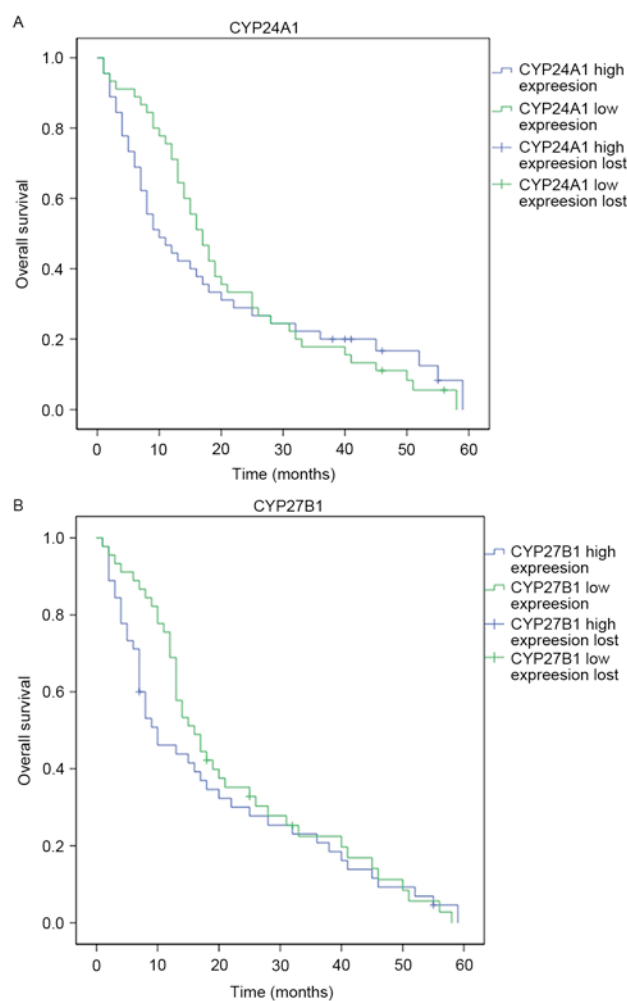 A
CYP24A1
1.0
0.8
0.6
0.4
0.2
0.0
Overall survival
0 10 20 30 40 50 60
Time (months)
CYP24A1 high
expreesion
CYP24A1 low
expreesion
CYP24A1 high
expreesion lost
CYP24A1 low
expreesion lost
B
CYP27B1
1.0
0.8
0.6
0.4
0.2
0.0
Overall survival
0 10 20 30 40 50 60
Time (months)
CYP27B1 high
expreesion
CYP27B1 low
expreesion
CYP27B1 high
expreesion lost
CYP27B1 low
expreesion lost